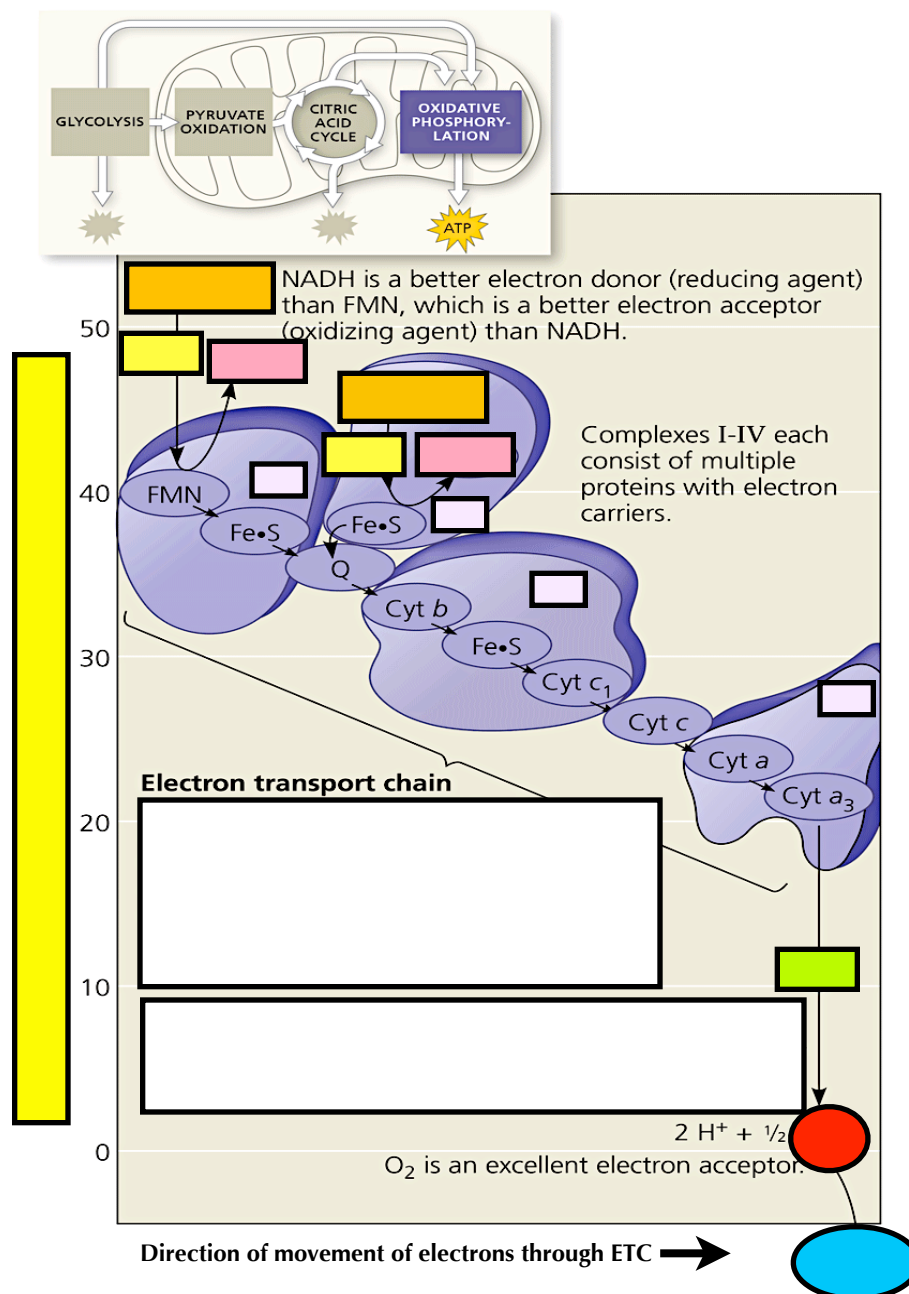 GLYCOLYSIS
PYRUVATE
OXIDATION
CITRIC
ACID
CYCLE
OXIDATIVE
PHOSPHORY-
LATION
ATP
NADH is a better electron donor (reducing agent)
than FMN, which is a better electron acceptor
(oxidizing agent) than NADH.
50
Complexes I-IV each
consist of multiple
proteins with electron
carriers.
40
FMN
Fe•S
Fe•S
Q
Cyt b
Fe•S
Cyt c₁
30
Cyt c
Cyt a
Cyt a₃
Electron transport chain
20
10
2 H⁺ + ½
0
O₂ is an excellent electron acceptor.
Direction of movement of electrons through ETC